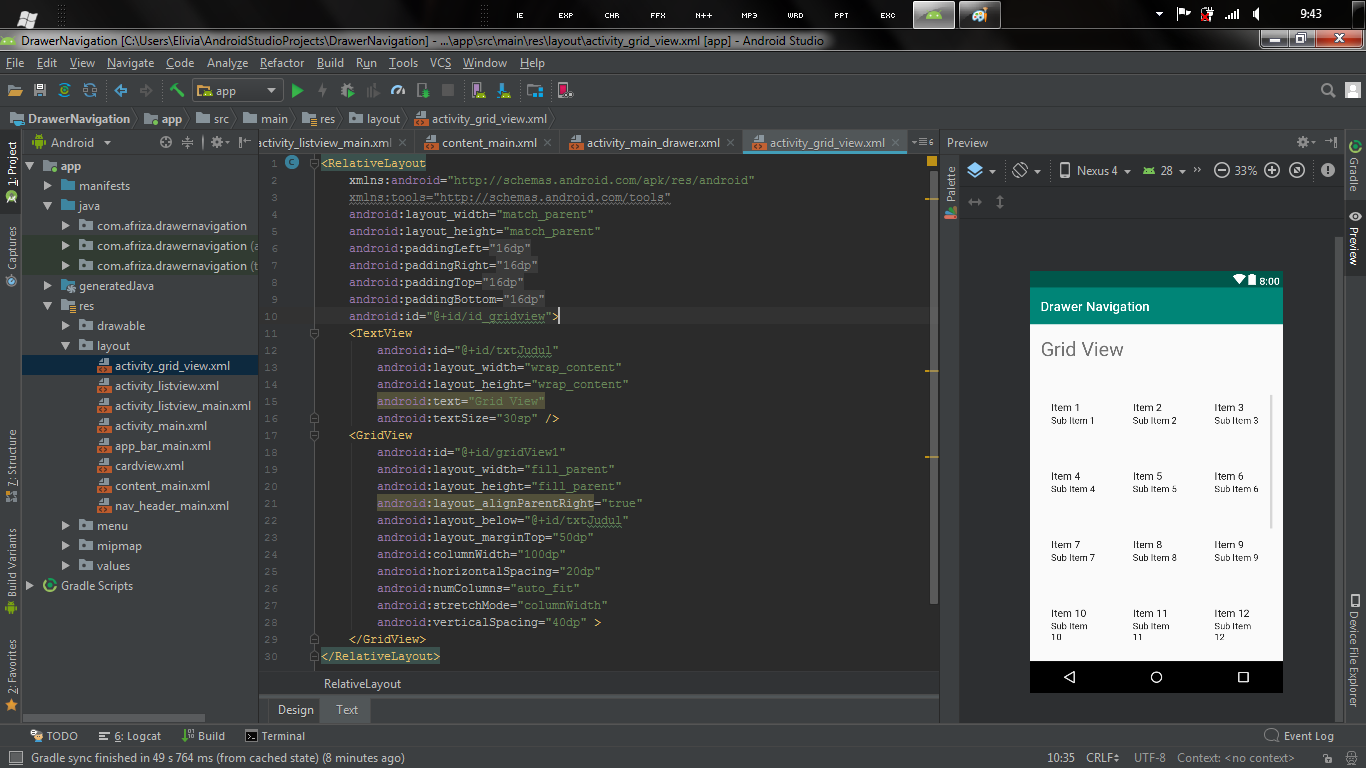 IE EXP CHR FFX N++ MP3 WRD PPT EXC 9:43
DrawerNavigation [C:\Users\Elivia\AndroidStudioProjects\DrawerNavigation] - ...\app\src\main\res\layout\activity_grid_view.xml [app] - Android Studio
File Edit View Navigate Code Analyze Refactor Build Run Tools VCS Window Help
app
DrawerNavigation app src main res layout activity_grid_view.xml
Android
activity_listview_main.xml content_main.xml activity_main_drawer.xml activity_grid_view.xml
Preview
1: Project
Captures
7: Structure
Build Variants
2: Favorites
app
manifests
java
com.afriza.drawernavigation
com.afriza.drawernavigation (a
com.afriza.drawernavigation (t
generatedJava
res
drawable
layout
activity_grid_view.xml
activity_listview.xml
activity_listview_main.xml
activity_main.xml
app_bar_main.xml
cardview.xml
content_main.xml
nav_header_main.xml
menu
mipmap
values
Gradle Scripts
1 C <RelativeLayout
2 xmlns:android="http://schemas.android.com/apk/res/android"
3 xmlns:tools="http://schemas.android.com/tools"
4 android:layout_width="match_parent"
5 android:layout_height="match_parent"
6 android:paddingLeft="16dp"
7 android:paddingRight="16dp"
8 android:paddingTop="16dp"
9 android:paddingBottom="16dp"
10 android:id="@+id/id_gridview">
11 <TextView
12 android:id="@+id/txtJudul"
13 android:layout_width="wrap_content"
14 android:layout_height="wrap_content"
15 android:text="Grid View"
16 android:textSize="30sp" />
17 <GridView
18 android:id="@+id/gridView1"
19 android:layout_width="fill_parent"
20 android:layout_height="fill_parent"
21 android:layout_alignParentRight="true"
22 android:layout_below="@+id/txtJudul"
23 android:layout_marginTop="50dp"
24 android:columnWidth="100dp"
25 android:horizontalSpacing="20dp"
26 android:numColumns="auto_fit"
27 android:stretchMode="columnWidth"
28 android:verticalSpacing="40dp" >
29 </GridView>
30 </RelativeLayout>
RelativeLayout
Design Text
Palette
Nexus 4 28 33%
8:00
Drawer Navigation
Grid View
Item 1 Item 2 Item 3
Sub Item 1 Sub Item 2 Sub Item 3
Item 4 Item 5 Item 6
Sub Item 4 Sub Item 5 Sub Item 6
Item 7 Item 8 Item 9
Sub Item 7 Sub Item 8 Sub Item 9
Item 10 Item 11 Item 12
Sub Item Sub Item Sub Item
10 11 12
Gradle
Preview
Device File Explorer
TODO 6: Logcat Build Terminal Event Log
Gradle sync finished in 49 s 764 ms (from cached state) (8 minutes ago) 10:35 CRLF UTF-8 Context: <no context>